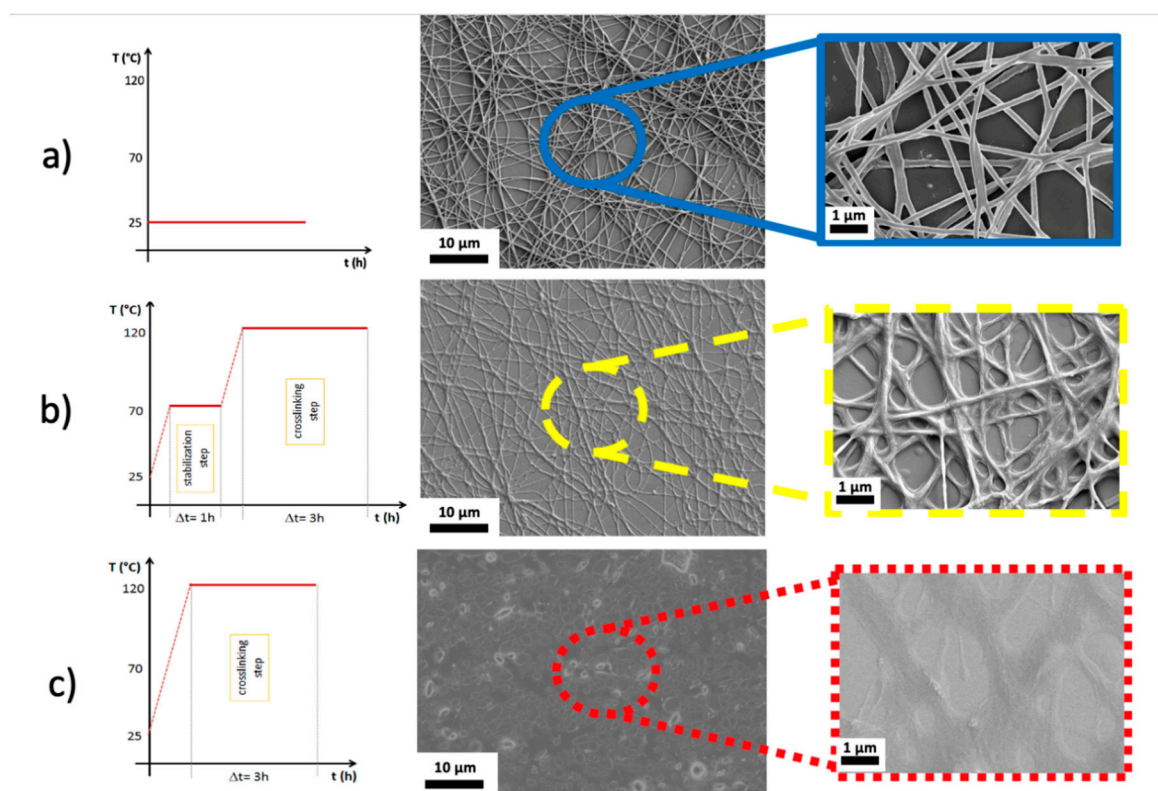 T (°C)
120
a)
70
25
t (h)
10 µm
1 µm
T (°C)
120
b)
70
25
stabilization
step
crosslinking
step
Δt= 1h
Δt= 3h
t (h)
10 µm
1 µm
T (°C)
120
c)
70
25
crosslinking
step
Δt= 3h
t (h)
10 µm
1 µm